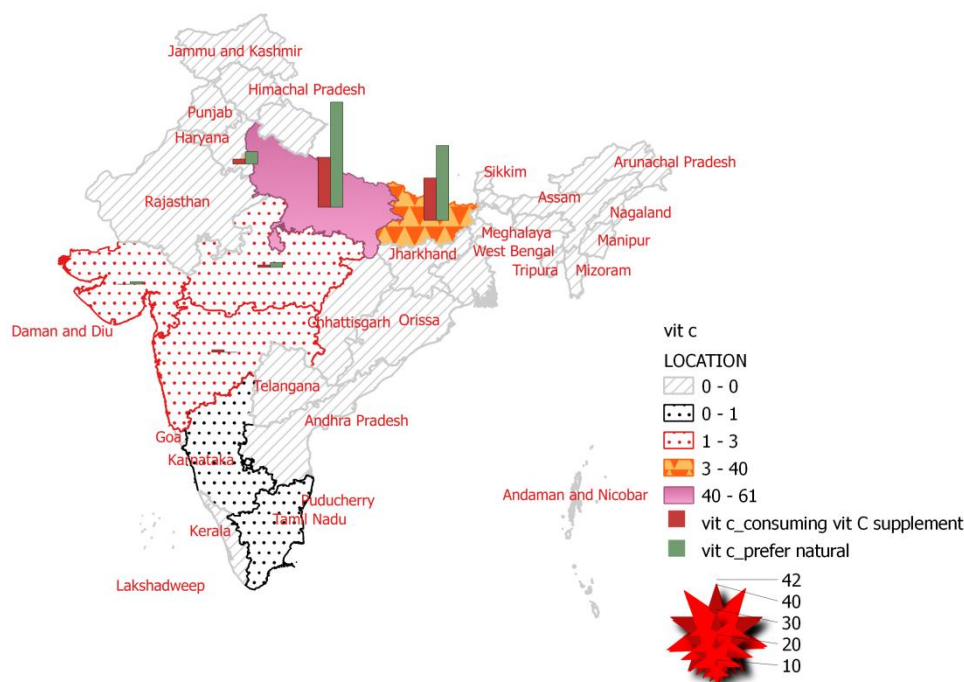 Jammu and Kashmir
Himachal Pradesh
Punjab
Haryana
Rajasthan
Sikkim
Arunachal Pradesh
Assam
Nagaland
Meghalaya
Manipur
West Bengal
Jharkhand
Tripura
Mizoram
Daman and Diu
Chhattisgarh
Orissa
Telangana
Andhra Pradesh
Goa
Karnataka
Puducherry
Tamil Nadu
Kerala
Lakshadweep
Andaman and Nicobar
vit c
LOCATION
0 - 0
0 - 1
1 - 3
3 - 40
40 - 61
vit c_consuming vit C supplement
vit c_prefer natural
42
40
30
20
10